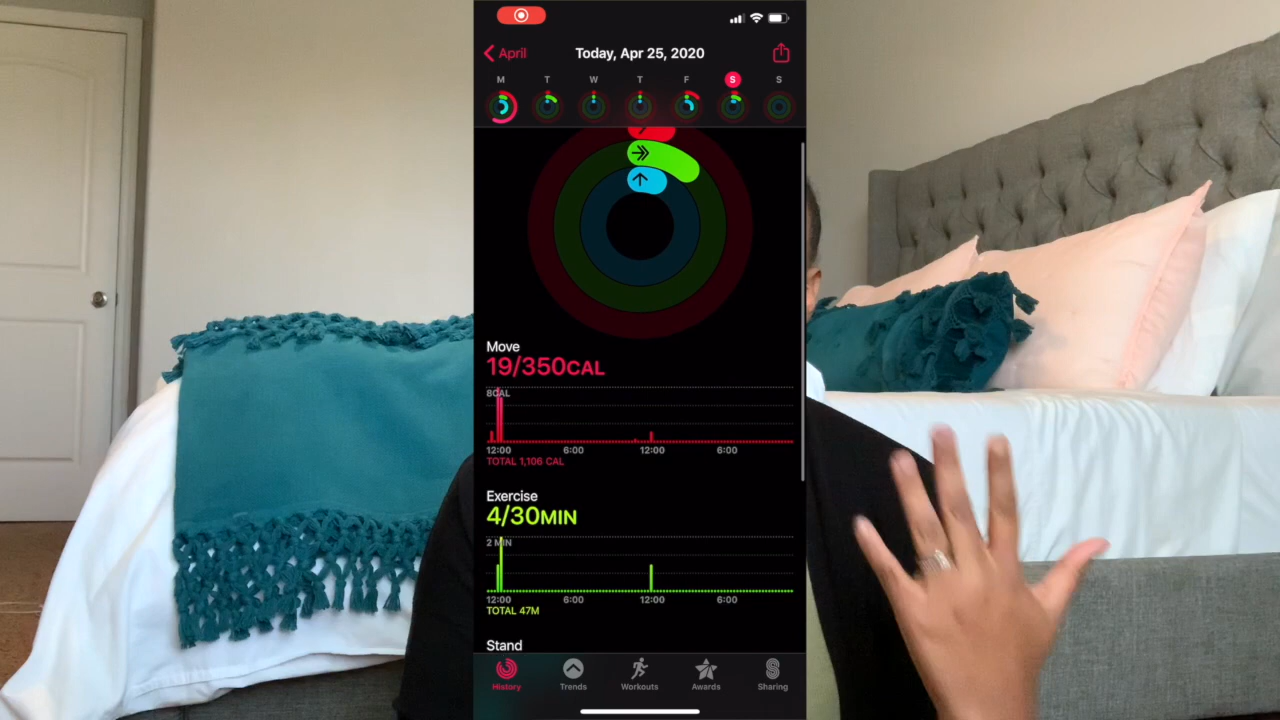 April
Today, Apr 25, 2020
M T W T F S S
Move
19/350CAL
8CAL
12:00 6:00 12:00 6:00
TOTAL 1,106 CAL
Exercise
4/30MIN
2 MIN
12:00 6:00 12:00 6:00
TOTAL 47M
Stand
History Trends Workouts Awards Sharing